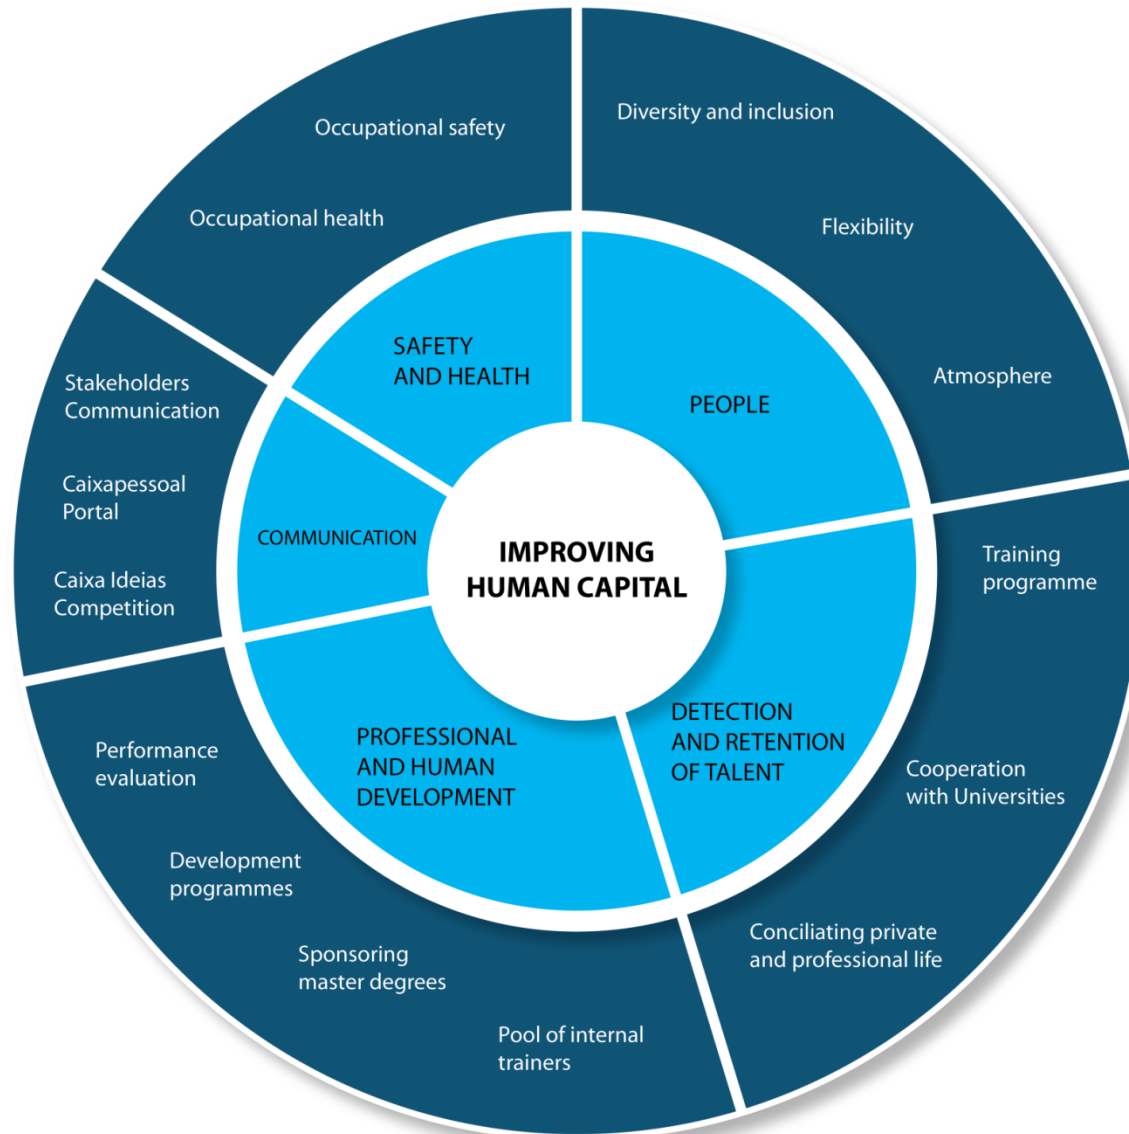 IMPROVING
HUMAN CAPITAL
PEOPLE
Diversity and inclusion
Flexibility
Atmosphere
DETECTION
AND RETENTION
OF TALENT
Training
programme
Cooperation
with Universities
Conciliating private
and professional life
PROFESSIONAL
AND HUMAN
DEVELOPMENT
Pool of internal
trainers
Sponsoring
master degrees
Development
programmes
Performance
evaluation
COMMUNICATION
Caixa Ideias
Competition
Caixapessoal
Portal
Stakeholders
Communication
SAFETY
AND HEALTH
Occupational health
Occupational safety